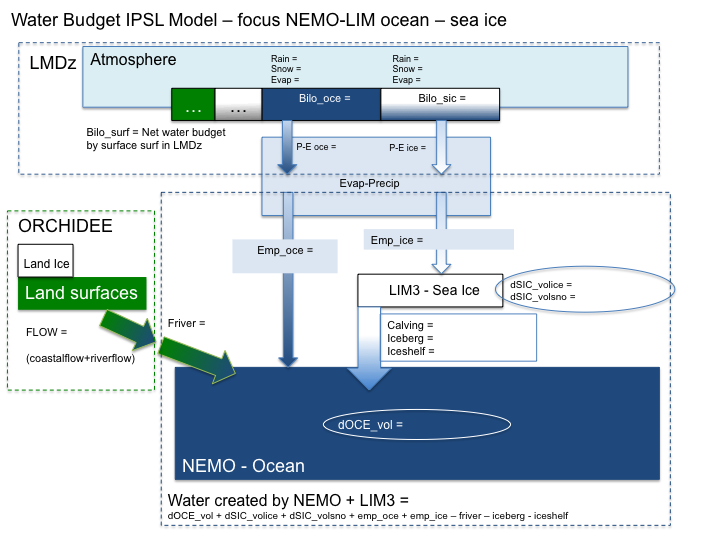 Water Budget IPSL Model – focus NEMO-LIM ocean – sea ice
LMDz
Atmosphere
Rain =
Snow =
Evap =
Rain =
Snow =
Evap =
...
...
Bilo_oce =
Bilo_sic =
Bilo_surf = Net water budget
by surface surf in LMDz
P-E oce =
P-E ice =
Evap-Precip
ORCHIDEE
Land Ice
Land surfaces
FLOW =
(coastalflow+riverflow)
Friver =
Emp_oce =
Emp_ice =
LIM3 - Sea Ice
dSIC_volice =
dSIC_volsno =
Calving =
Iceberg =
Iceshelf =
dOCE_vol =
NEMO - Ocean
Water created by NEMO + LIM3 =
dOCE_vol + dSIC_volice + dSIC_volsno + emp_oce + emp_ice – friver – iceberg - iceshelf